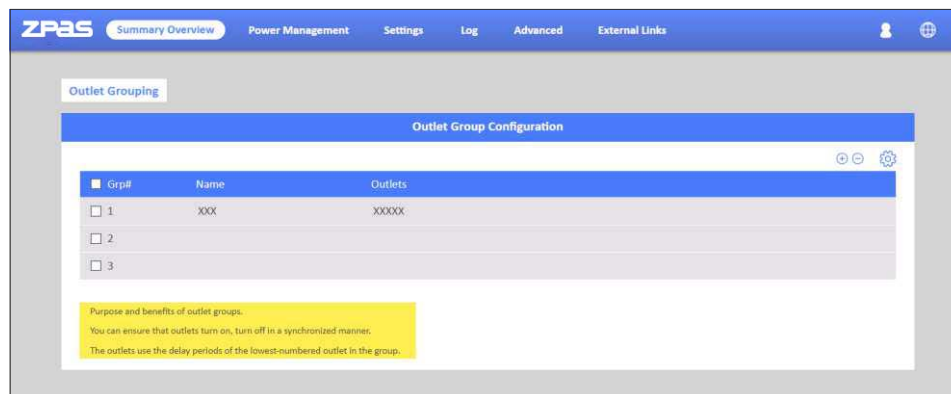 ZPAS Summary Overview Power Management Settings Log Advanced External Links
Outlet Grouping
Outlet Group Configuration
Grp# Name Outlets
1 XXX XXXXX
2
3
Purpose and benefits of outlet groups.
You can ensure that outlets turn on, turn off in a synchronized manner.
The outlets use the delay periods of the lowest-numbered outlet in the group.